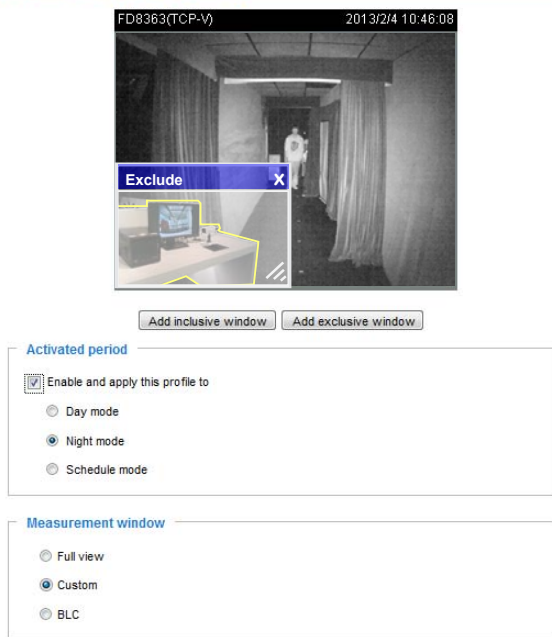 FD8363(TCP-V) 2013/2/4 10:46:08
Exclude X
Add inclusive window Add exclusive window
Activated period
Enable and apply this profile to
Day mode
Night mode
Schedule mode
Measurement window
Full view
Custom
BLC